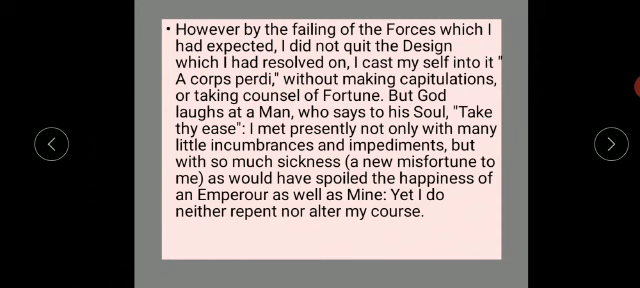 • However by the failing of the Forces which I
had expected, I did not quit the Design
which I had resolved on, I cast my self into it "
A corps perdi," without making capitulations,
or taking counsel of Fortune. But God
laughs at a Man, who says to his Soul, "Take
thy ease": I met presently not only with many
little incumbrances and impediments, but
with so much sickness (a new misfortune to
me) as would have spoiled the happiness of
an Emperour as well as Mine: Yet I do
neither repent nor alter my course.